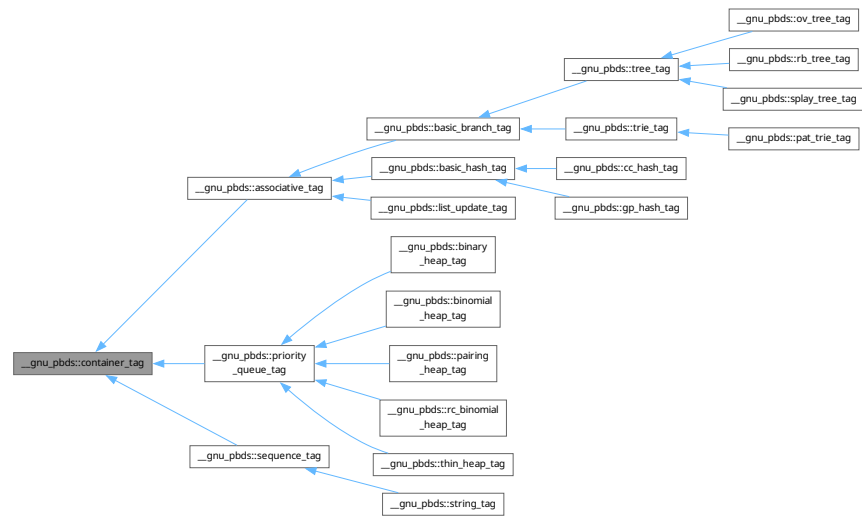 __gnu_pbds::ov_tree_tag
__gnu_pbds::rb_tree_tag
__gnu_pbds::tree_tag
__gnu_pbds::splay_tree_tag
__gnu_pbds::basic_branch_tag
__gnu_pbds::trie_tag
__gnu_pbds::pat_trie_tag
__gnu_pbds::basic_hash_tag
__gnu_pbds::cc_hash_tag
__gnu_pbds::associative_tag
__gnu_pbds::list_update_tag
__gnu_pbds::gp_hash_tag
__gnu_pbds::binary
_heap_tag
__gnu_pbds::binomial
_heap_tag
__gnu_pbds::container_tag
__gnu_pbds::priority
_queue_tag
__gnu_pbds::pairing
_heap_tag
__gnu_pbds::rc_binomial
_heap_tag
__gnu_pbds::sequence_tag
__gnu_pbds::thin_heap_tag
__gnu_pbds::string_tag